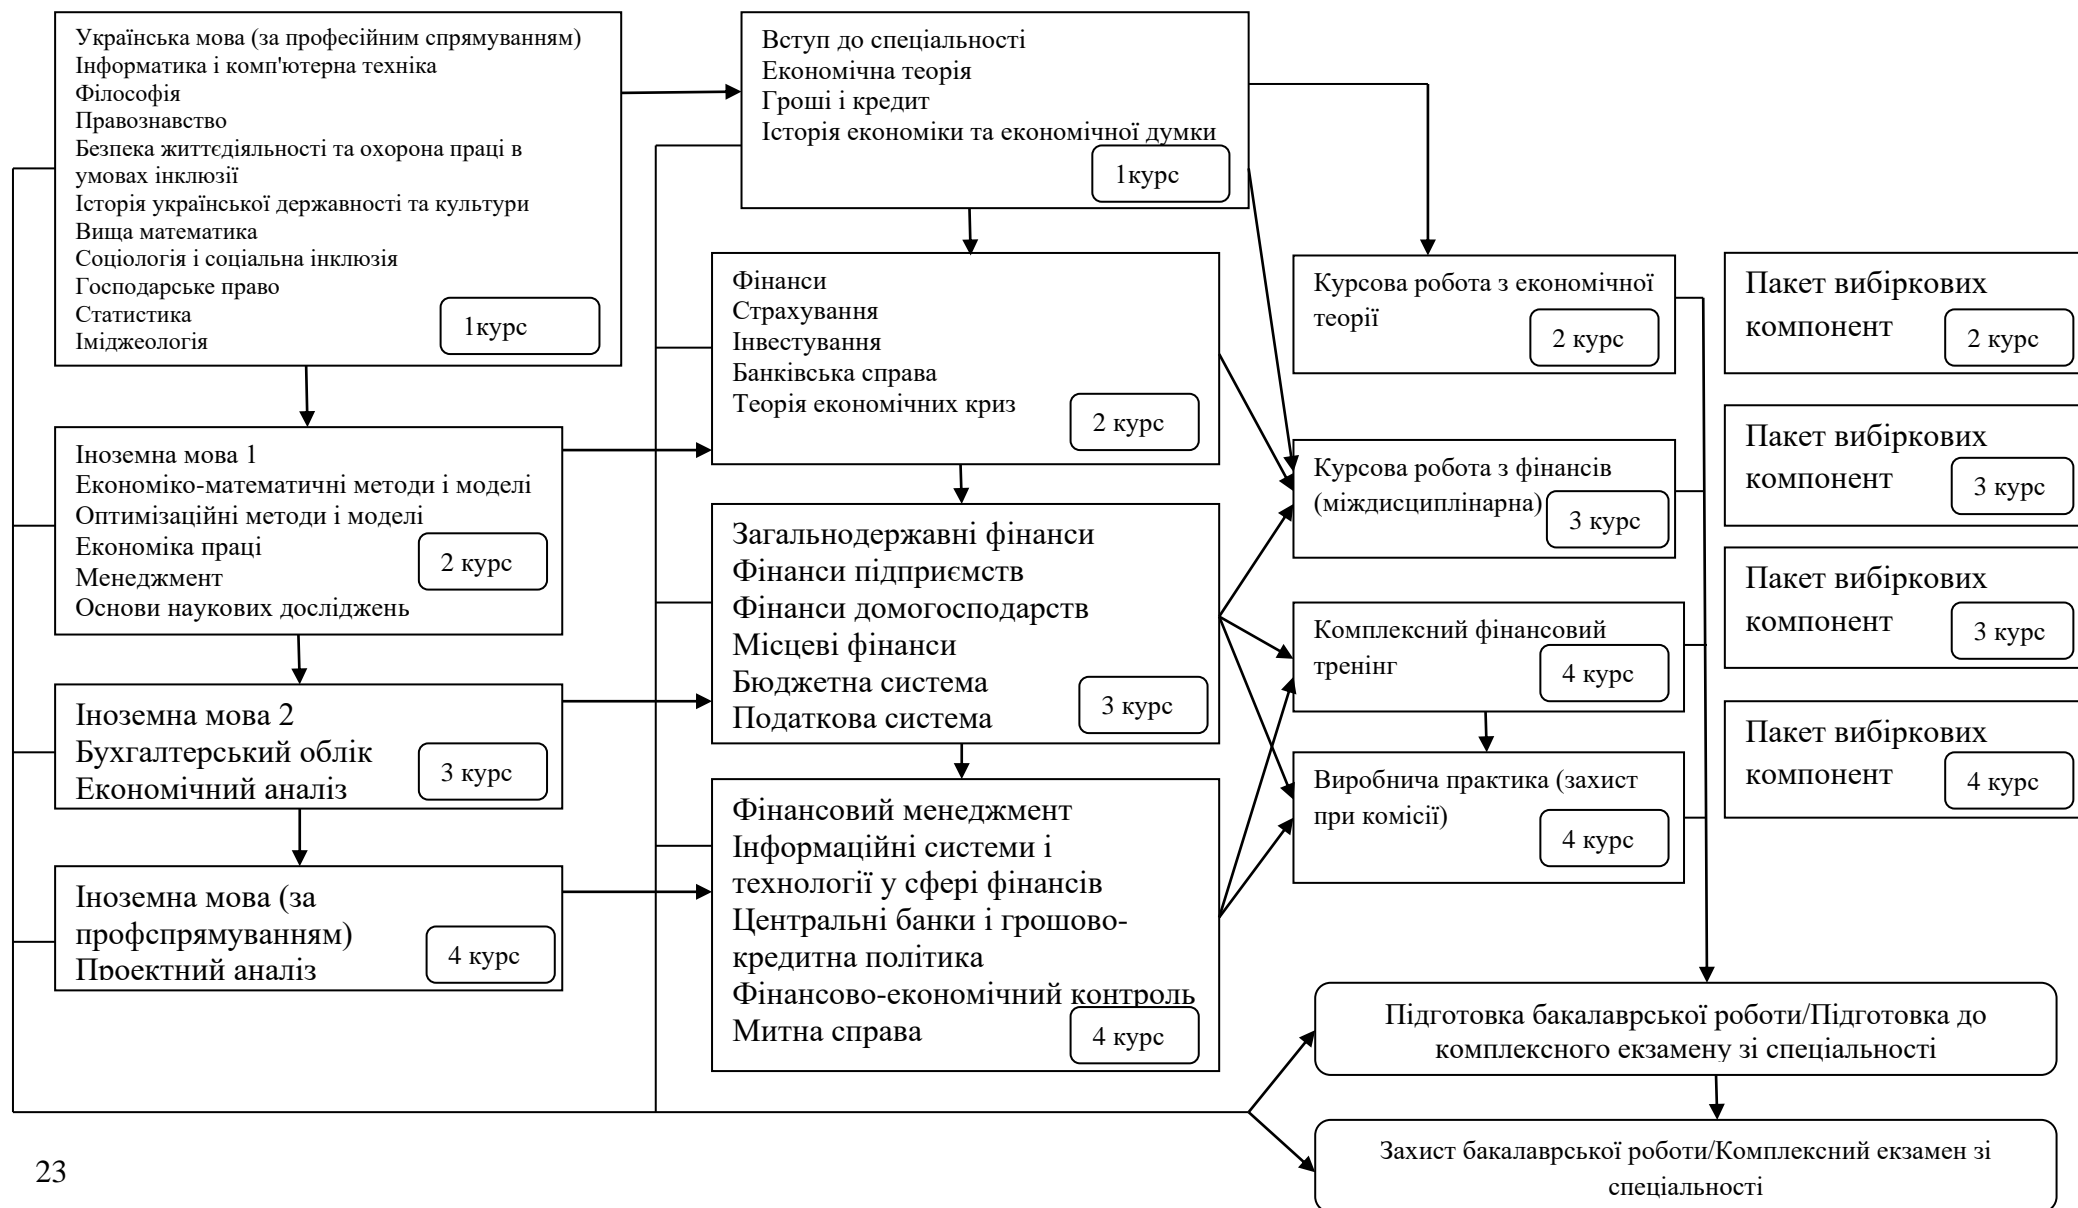 Українська мова (за професійним спрямуванням)
Інформатика і комп'ютерна техніка
Філософія
Правознавство
Безпека життєдіяльності та охорона праці в
умовах інклюзії
Історія української державності та культури
Вища математика
Соціологія і соціальна інклюзія
Господарське право
Статистика
Іміджеологія
1курс
Іноземна мова 1
Економіко-математичні методи і моделі
Оптимізаційні методи і моделі
Економіка праці
Менеджмент
Основи наукових досліджень
2 курс
Іноземна мова 2
Бухгалтерський облік
Економічний аналіз
3 курс
Іноземна мова (за
профспрямуванням)
Проектний аналіз
4 курс
Вступ до спеціальності
Економічна теорія
Гроші і кредит
Історія економіки та економічної думки
1курс
Фінанси
Страхування
Інвестування
Банківська справа
Теорія економічних криз
2 курс
Загальнодержавні фінанси
Фінанси підприємств
Фінанси домогосподарств
Місцеві фінанси
Бюджетна система
Податкова система
3 курс
Фінансовий менеджмент
Інформаційні системи і
технології у сфері фінансів
Центральні банки і грошово-
кредитна політика
Фінансово-економічний контроль
Митна справа
4 курс
Курсова робота з економічної
теорії
2 курс
Курсова робота з фінансів
(міждисциплінарна)
3 курс
Комплексний фінансовий
тренінг
4 курс
Виробнича практика (захист
при комісії)
4 курс
Пакет вибіркових
компонент
2 курс
Пакет вибіркових
компонент
3 курс
Пакет вибіркових
компонент
3 курс
Пакет вибіркових
компонент
4 курс
Підготовка бакалаврської роботи/Підготовка до
комплексного екзамену зі спеціальності
Захист бакалаврської роботи/Комплексний екзамен зі
спеціальності
23